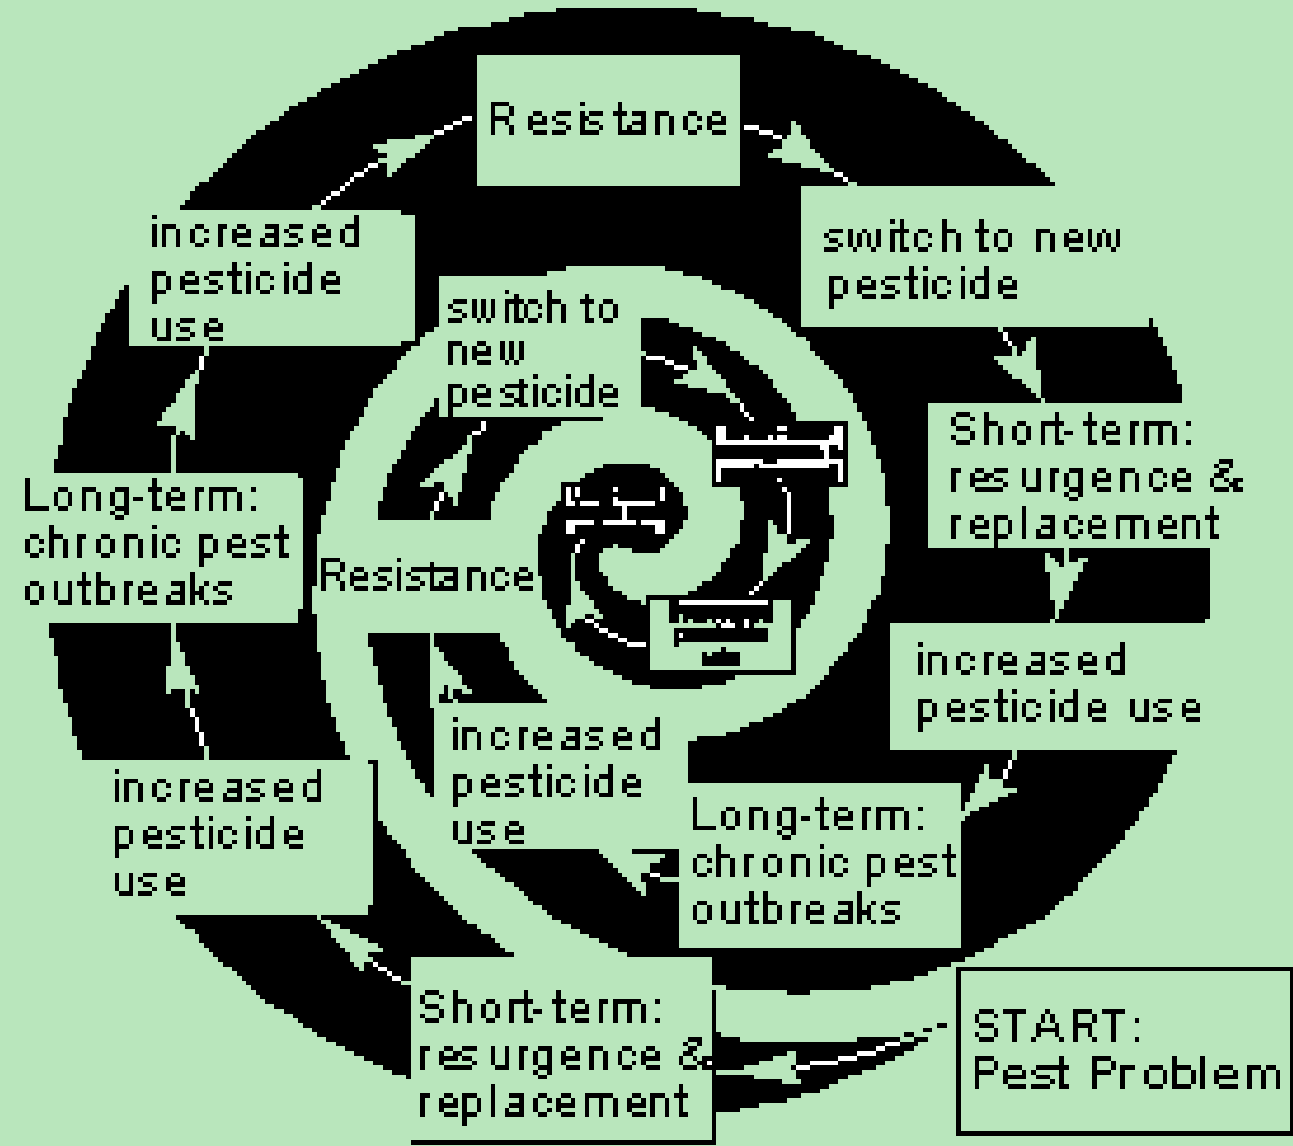 START:
Pest Problem
Short-term:
resurgence &
replacement
increased
pesticide
use
Long-term:
chronic pest
outbreaks
increased
pesticide
use
Resistance
switch to new
pesticide
Short-term:
resurgence &
replacement
increased
pesticide use
Long-term:
chronic pest
outbreaks
increased
pesticide
use
Resistance
switch to
new
pesticide